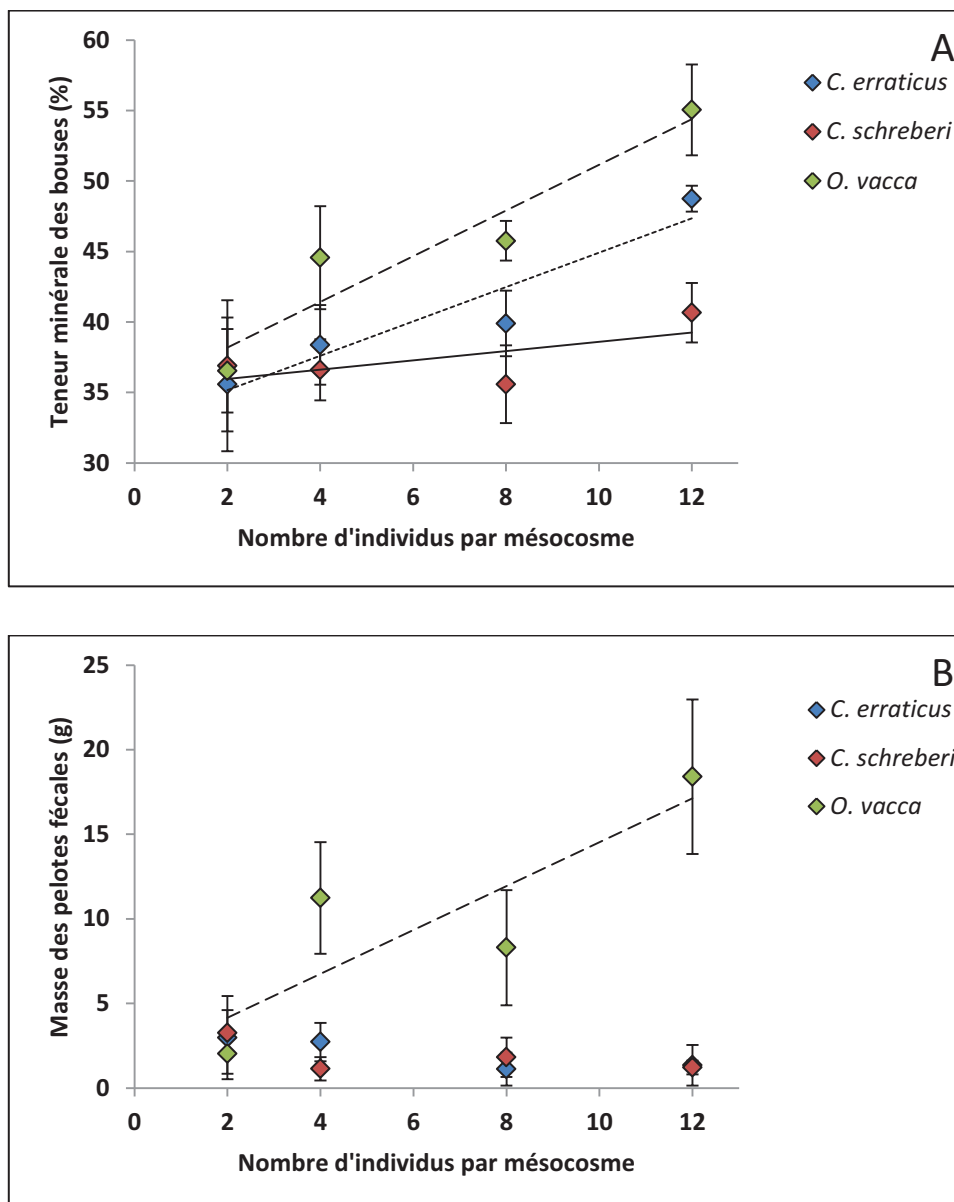 A
60
55
50
45
40
35
30
Teneur minérale des bouses (%)
0 2 4 6 8 10 12
Nombre d'individus par mésocosme
C. erraticus
C. schreberi
O. vacca
B
25
20
15
10
5
0
Masse des pelotes fécales (g)
0 2 4 6 8 10 12
Nombre d'individus par mésocosme
C. erraticus
C. schreberi
O. vacca